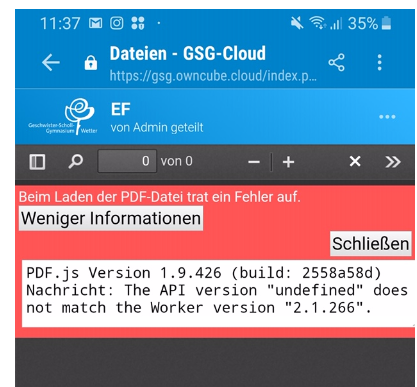 11:37 35%
Dateien - GSG-Cloud
https://gsg.owncube.cloud/index.p...
Geschwister-Scholl-
Gymnasium Wetter
EF
von Admin geteilt
0 von 0
Beim Laden der PDF-Datei trat ein Fehler auf.
Weniger Informationen
Schließen
PDF.js Version 1.9.426 (build: 2558a58d)
Nachricht: The API version "undefined" does
not match the Worker version "2.1.266".